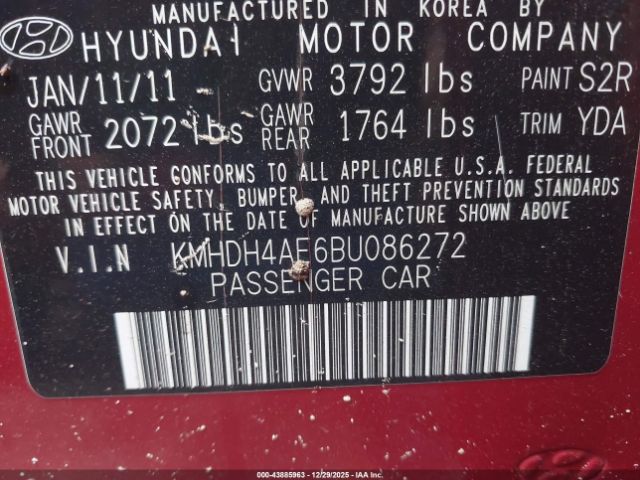 MANUFACTURED IN KOREA BY
HYUNDAI MOTOR COMPANY
JAN/11/11 GVWR 3792 lbs PAINT S2R
GAWR FRONT 2072 lbs GAWR REAR 1764 lbs TRIM YDA
THIS VEHICLE CONFORMS TO ALL APPLICABLE U.S.A. FEDERAL
MOTOR VEHICLE SAFETY, BUMPER, AND THEFT PREVENTION STANDARDS
IN EFFECT ON THE DATE OF MANUFACTURE SHOWN ABOVE
V.I.N KMHDH4AE6BU086272
PASSENGER CAR
000-43885963 - 12/29/2025 - IAA Inc.